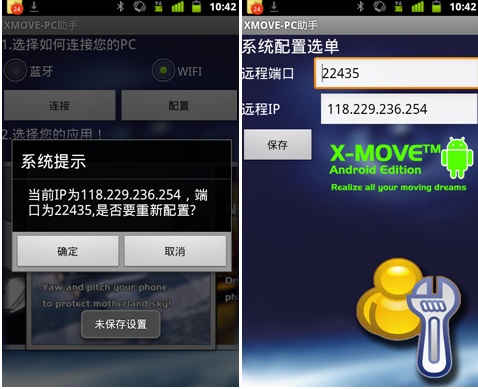 24
3G
10:42
XMOVE-PC助手
1.选择如何连接您的PC
蓝牙
WIFI
连接
配置
2.选择您的应用！
系统提示
当前IP为118.229.236.254，端
口为22435,是否要重新配置?
确定
取消
Yaw and pitch your phone
to protect motherland sky!
未保存设置
24
3G
10:42
XMOVE-PC助手
系统配置选单
远程端口
22435
远程IP
118.229.236.254
保存
X-MOVE™
Android Edition
Realize all your moving dreams